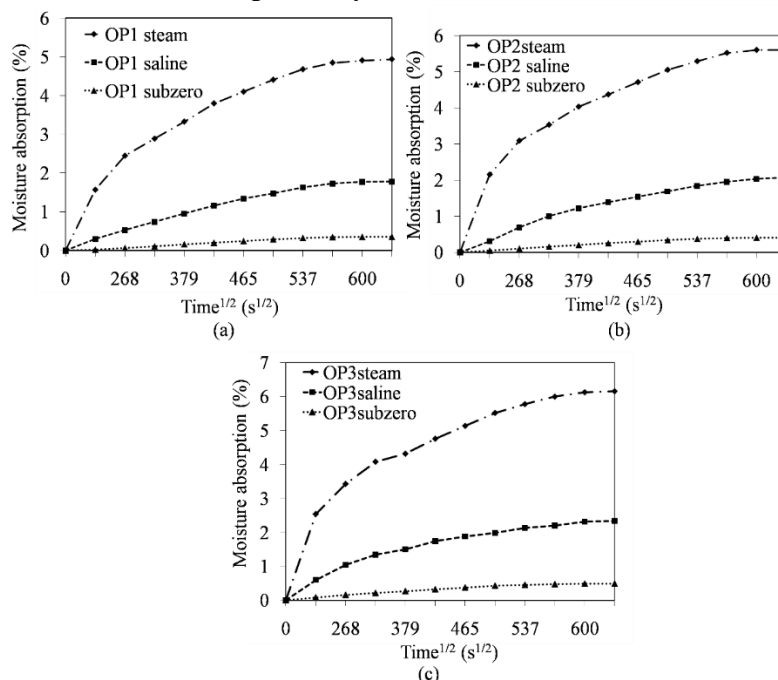 6
5
4
3
2
1
0
Moisture absorption (%)
OP1 steam
OP1 saline
OP1 subzero
0 268 379 465 537 600
Time1/2 (s1/2)
(a)
6
5
4
3
2
1
0
Moisture absorption (%)
OP2steam
OP2 saline
OP2 subzero
0 268 379 465 537 600
Time1/2 (s1/2)
(b)
7
6
5
4
3
2
1
0
Moisture absorption (%)
OP3steam
OP3saline
OP3subzero
0 268 379 465 537 600
Time1/2 (s1/2)
(c)